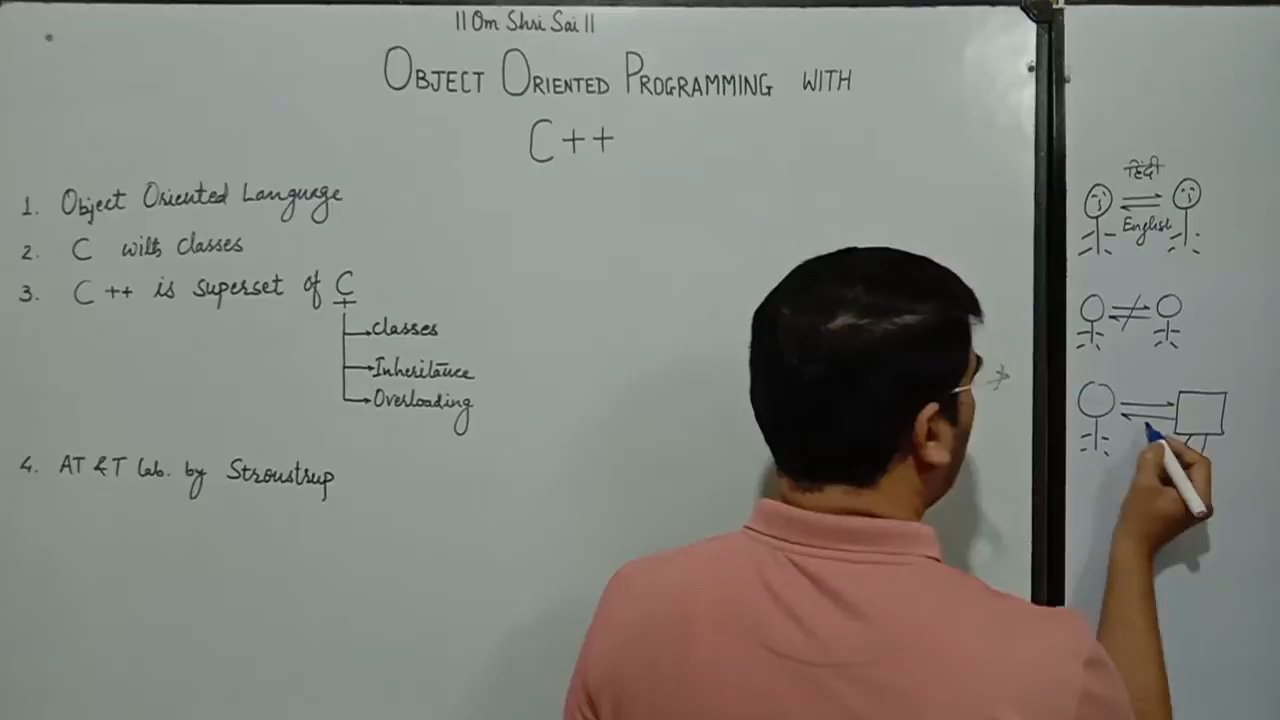 || Om Shri Sai ||
OBJECT ORIENTED PROGRAMMING WITH
C++
1. Object Oriented Language
2. C with classes
3. C ++ is superset of C
+
classes
Inheritance
Overloading
4. AT & T Lab. by Stroustrup
हिंदी
English